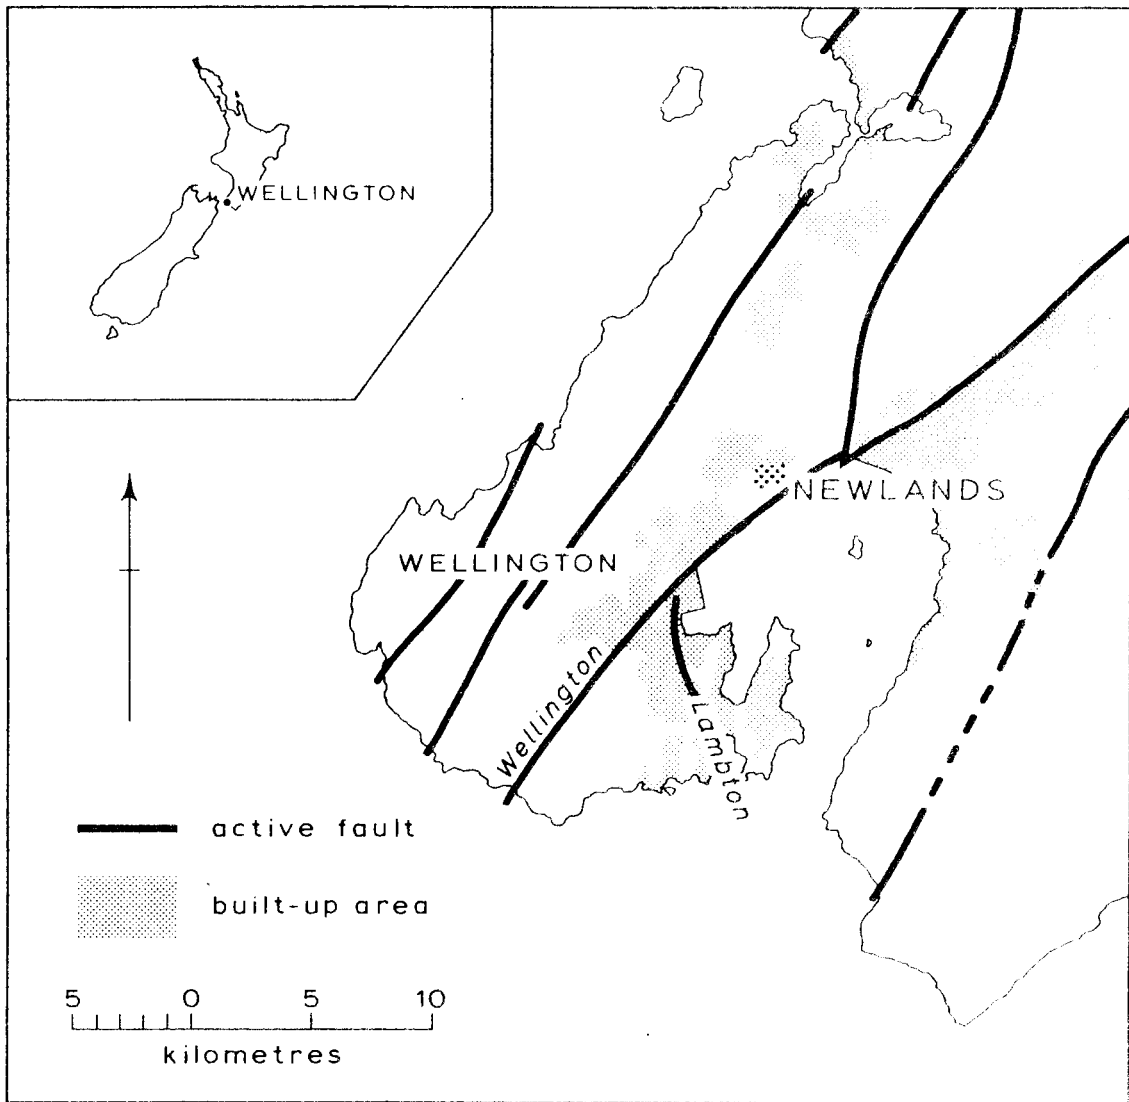 WELLINGTON
NEWLANDS
WELLINGTON
Wellington
Lambton
active fault
built-up area
5 0 5 10
kilometres